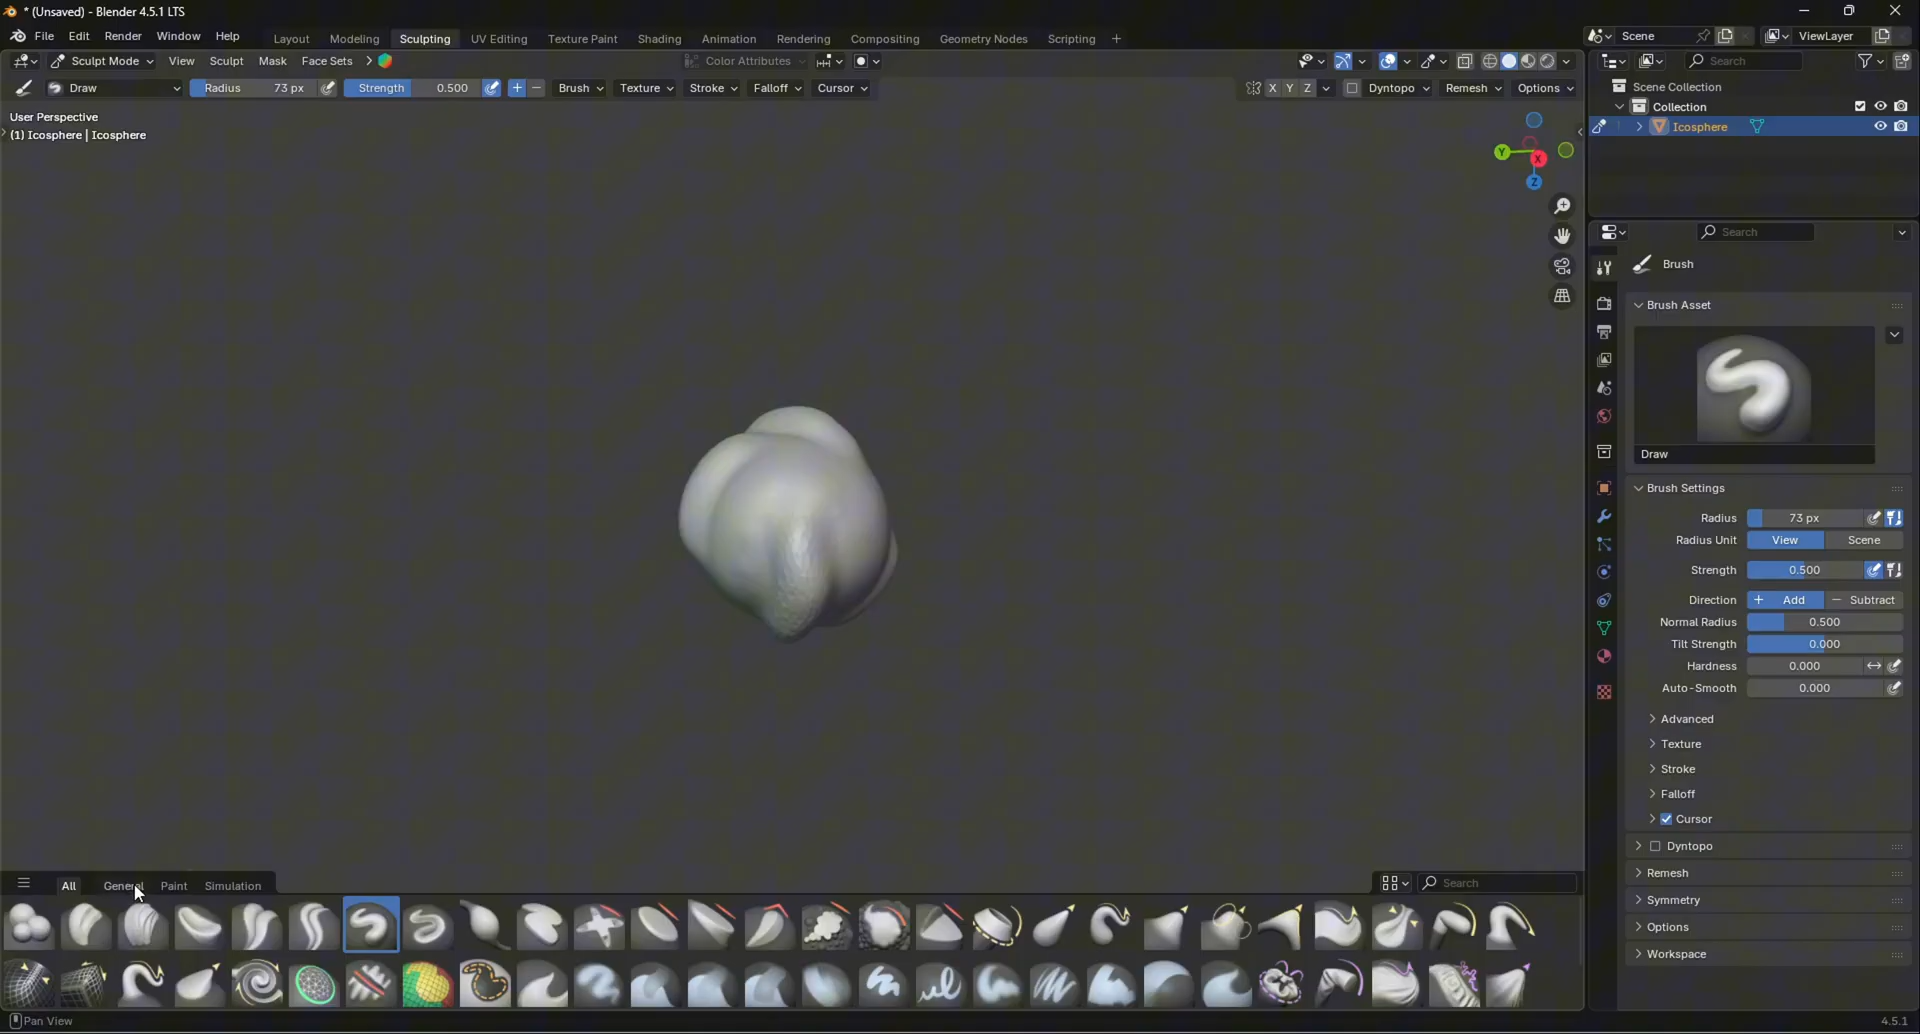 * (Unsaved) - Blender 4.5.1 LTS
File Edit Render Window Help Layout Modeling Sculpting UV Editing Texture Paint Shading Animation Rendering Compositing Geometry Nodes Scripting + Scene ViewLayer
Sculpt Mode View Sculpt Mask Face Sets Color Attributes Search
Draw Radius 73 px Strength 0.500 Brush Texture Stroke Falloff Cursor X Y Z Dyntopo Remesh Options
Scene Collection
Collection
Icosphere
User Perspective
(1) Icosphere | Icosphere
Y X
Z
Search
Brush
Brush Asset
Draw
Brush Settings
Radius 73 px
Radius Unit View Scene
Strength 0.500
Direction + Add − Subtract
Normal Radius 0.500
Tilt Strength 0.000
Hardness 0.000
Auto-Smooth 0.000
Advanced
Texture
Stroke
Falloff
Cursor
Dyntopo
Remesh
Symmetry
Options
Workspace
All General Paint Simulation Search
Pan View 4.5.1